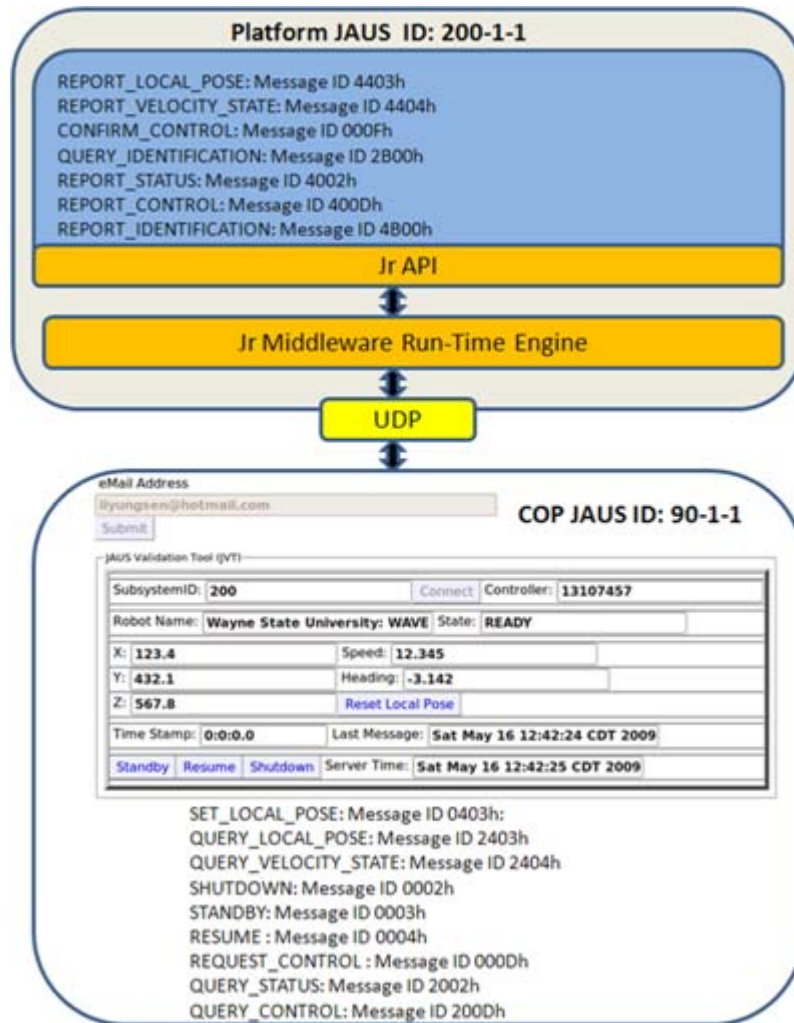 Platform JAUS ID: 200-1-1
REPORT_LOCAL_POSE: Message ID 4403h
REPORT_VELOCITY_STATE: Message ID 4404h
CONFIRM_CONTROL: Message ID 000Fh
QUERY_IDENTIFICATION: Message ID 2B00h
REPORT_STATUS: Message ID 4002h
REPORT_CONTROL: Message ID 400Dh
REPORT_IDENTIFICATION: Message ID 4B00h
Jr API
Jr Middleware Run-Time Engine
UDP
eMail Address
liyungsen@hotmail.com
COP JAUS ID: 90-1-1
Submit
JAUS Validation Tool (JVT)
SubsystemID: 200 Connect Controller: 13107457
Robot Name: Wayne State University: WAVE State: READY
X: 123.4 Speed: 12.345
Y: 432.1 Heading: -3.142
Z: 567.8 Reset Local Pose
Time Stamp: 0:0:0.0 Last Message: Sat May 16 12:42:24 CDT 2009
Standby Resume Shutdown Server Time: Sat May 16 12:42:25 CDT 2009
SET_LOCAL_POSE: Message ID 0403h:
QUERY_LOCAL_POSE: Message ID 2403h
QUERY_VELOCITY_STATE: Message ID 2404h
SHUTDOWN: Message ID 0002h
STANDBY: Message ID 0003h
RESUME : Message ID 0004h
REQUEST_CONTROL : Message ID 000Dh
QUERY_STATUS: Message ID 2002h
QUERY_CONTROL: Message ID 200Dh